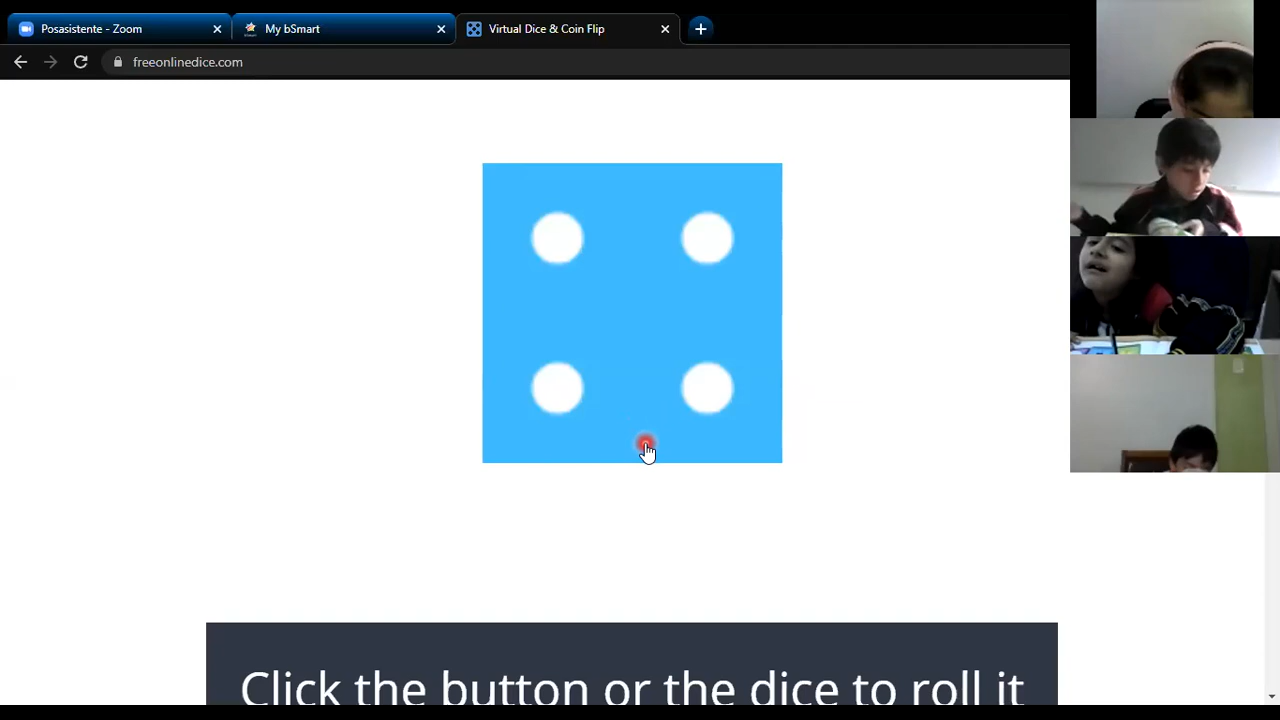 Posasistente - Zoom
My bSmart
Virtual Dice & Coin Flip
freeonlinedice.com
Click the button or the dice to roll it